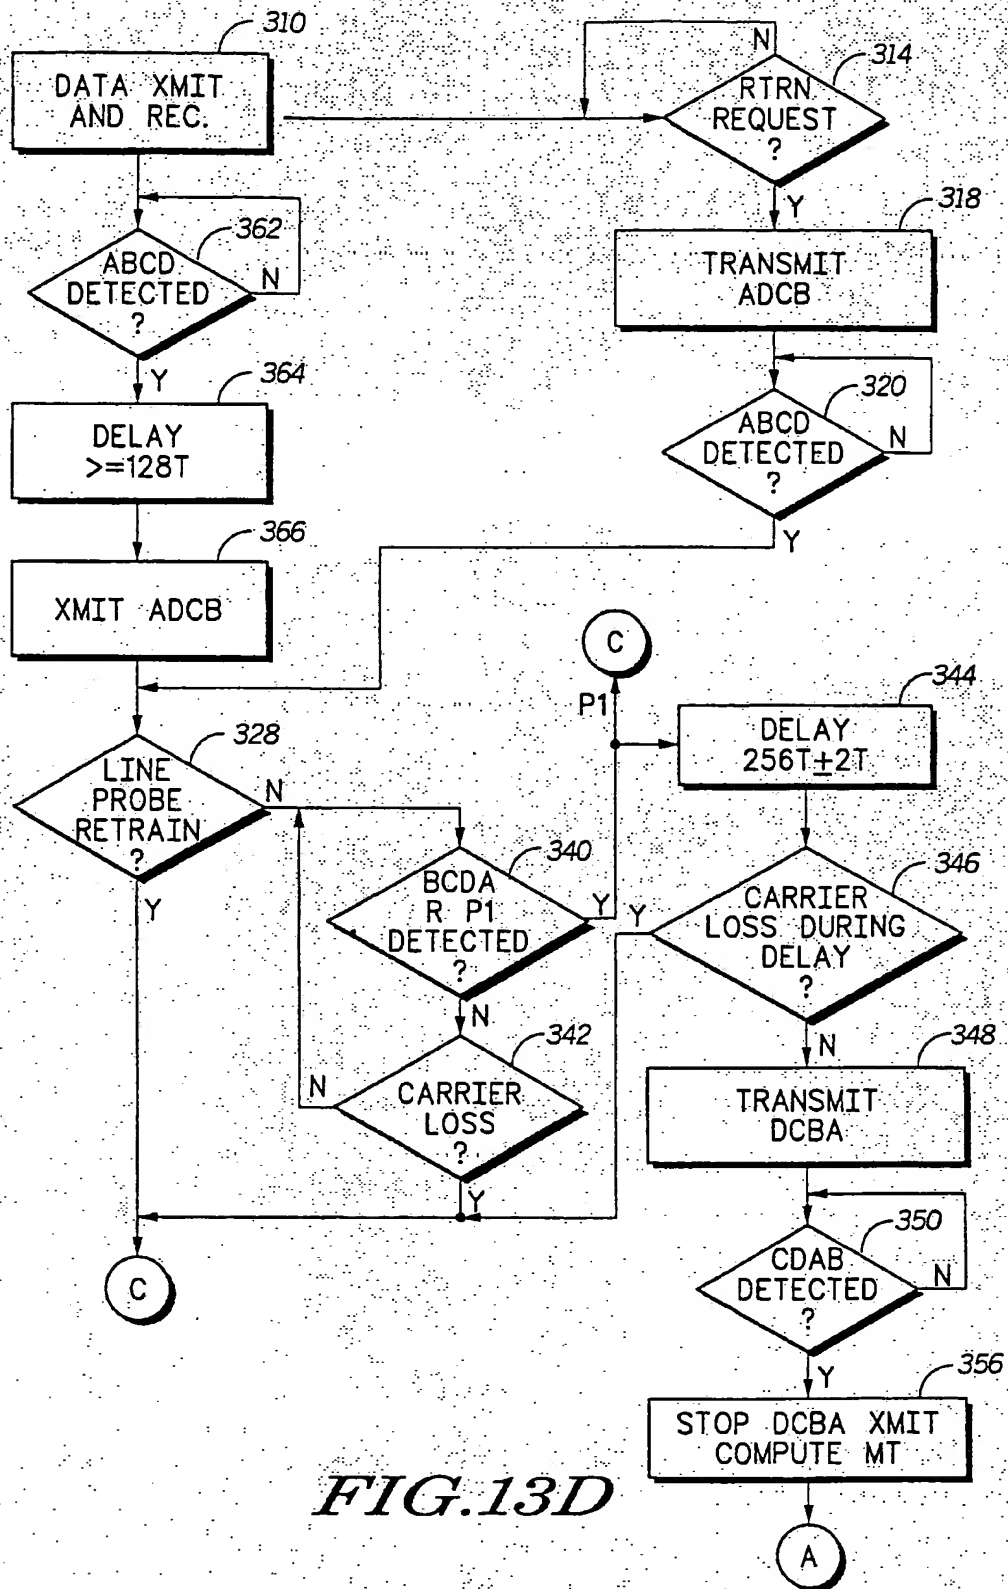 310
DATA XMIT
AND REC.
N
314
RTRN
REQUEST
?
Y
318
TRANSMIT
ADCB
362
ABCD
DETECTED
?
N
Y
320
ABCD
DETECTED
?
N
Y
364
DELAY
>=128T
366
XMIT ADCB
C
P1
344
DELAY
256T±2T
328
LINE
PROBE
RETRAIN
?
N
Y
340
BCDA
R P1
DETECTED
?
Y
N
346
CARRIER
LOSS DURING
DELAY
?
Y
N
342
CARRIER
LOSS
?
N
Y
348
TRANSMIT
DCBA
350
CDAB
DETECTED
?
N
Y
C
356
STOP DCBA XMIT
COMPUTE MT
A
FIG.13D